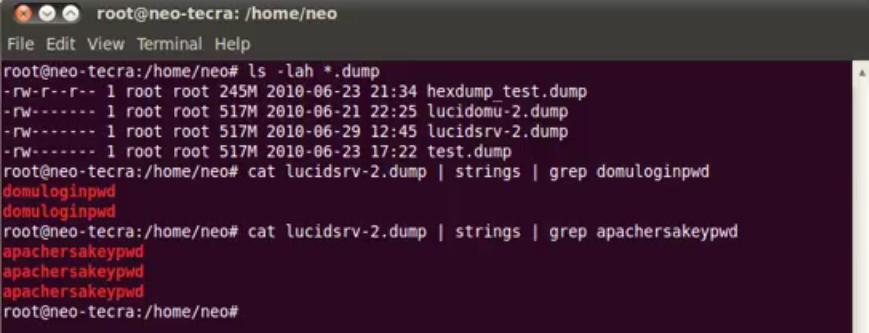 root@neo-tecra: /home/neo
File Edit View Terminal Help
root@neo-tecra:/home/neo# ls -lah *.dump
-rw-r--r-- 1 root root 245M 2010-06-23 21:34 hexdump_test.dump
-rw------- 1 root root 517M 2010-06-21 22:25 lucidomu-2.dump
-rw------- 1 root root 517M 2010-06-29 12:45 lucidsrv-2.dump
-rw------- 1 root root 517M 2010-06-23 17:22 test.dump
root@neo-tecra:/home/neo# cat lucidsrv-2.dump | strings | grep domuloginpwd
domuloginpwd
domuloginpwd
root@neo-tecra:/home/neo# cat lucidsrv-2.dump | strings | grep apachersakeypwd
apachersakeypwd
apachersakeypwd
apachersakeypwd
root@neo-tecra:/home/neo#